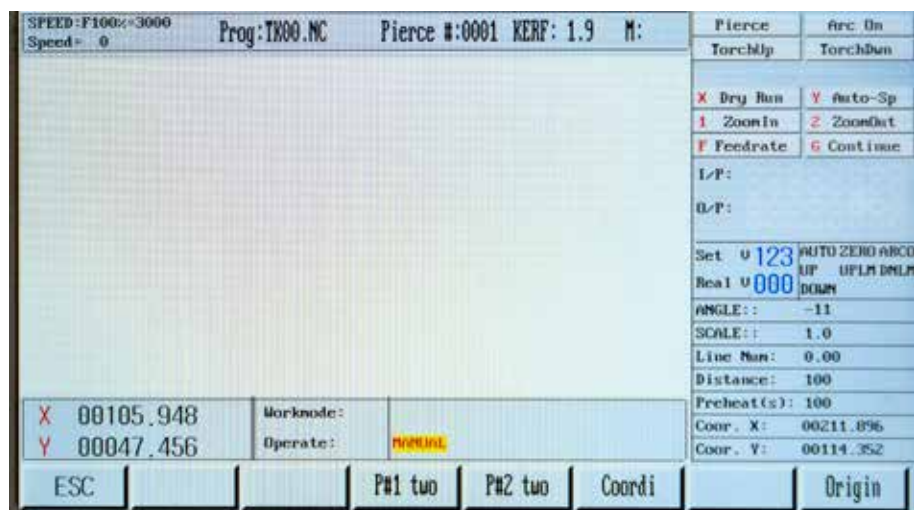 SPEED:F100%=3000
Speed= 0
Prog:TK00.NC Pierce #:0001 KERF: 1.9 M:
Pierce Arc On
TorchUp TorchDwn
X Dry Run Y Auto-Sp
1 ZoomIn 2 ZoomOut
F Feedrate G Continue
I/P:
O/P:
Set V 123 AUTO ZERO ARCO
UP UPLM DNLM
Real V 000 DOWN
ANGLE:: -11
SCALE:: 1.0
Line Num: 0.00
Distance: 100
Preheat(s): 100
Coor. X: 00211.896
Coor. Y: 00114.352
X 00105.948 Workmode:
Y 00047.456 Operate: MANUAL
ESC P#1 two P#2 two Coordi Origin